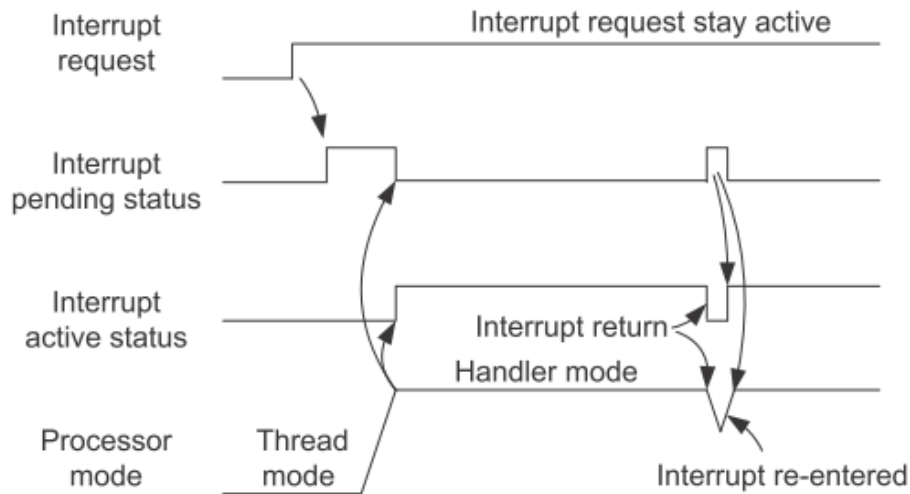 Interrupt
request
Interrupt request stay active
Interrupt
pending status
Interrupt
active status
Interrupt return
Handler mode
Processor
mode
Thread
mode
Interrupt re-entered